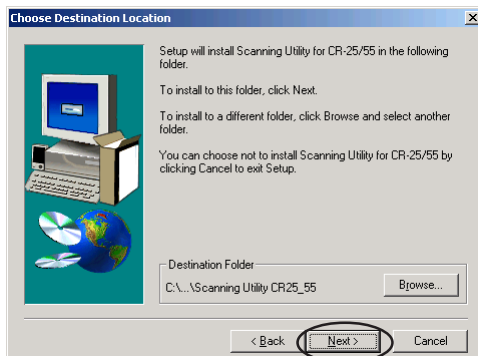 Choose Destination Location
Setup will install Scanning Utility for CR-25/55 in the following
folder.
To install to this folder, click Next.
To install to a different folder, click Browse and select another
folder.
You can choose not to install Scanning Utility for CR-25/55 by
clicking Cancel to exit Setup.
Destination Folder
C:\...\Scanning Utility CR25_55
Browse...
< Back
Next >
Cancel